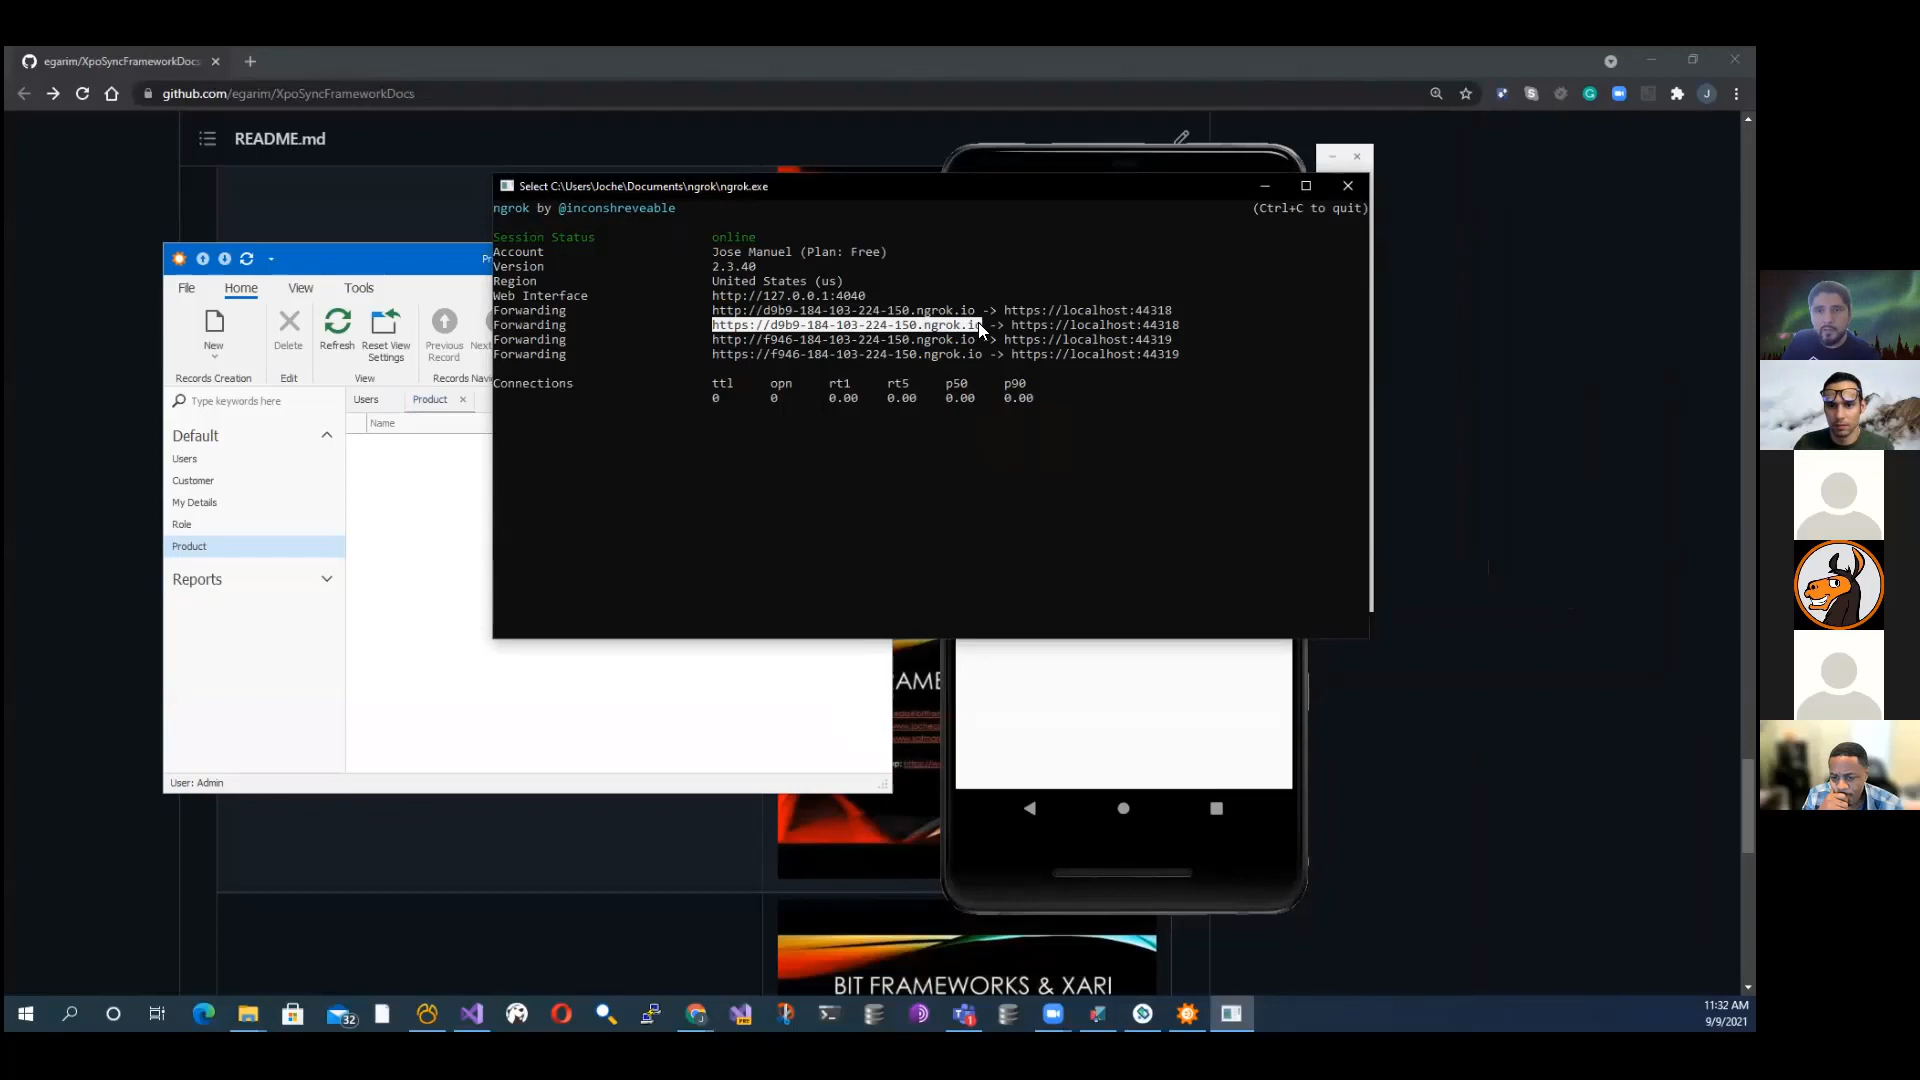 egarim/XpoSyncFrameworkDocs
github.com/egarim/XpoSyncFrameworkDocs
J
README.md
Select C:\Users\Joche\Documents\ngrok\ngrok.exe
ngrok by @inconshreveable (Ctrl+C to quit)
Session Status online
Account Jose Manuel (Plan: Free)
Version 2.3.40
Region United States (us)
Web Interface http://127.0.0.1:4040
Forwarding http://d9b9-184-103-224-150.ngrok.io -> https://localhost:44318
Forwarding https://d9b9-184-103-224-150.ngrok.io -> https://localhost:44318
Forwarding http://f946-184-103-224-150.ngrok.io -> https://localhost:44319
Forwarding https://f946-184-103-224-150.ngrok.io -> https://localhost:44319
Connections ttl opn rt1 rt5 p50 p90
0 0 0.00 0.00 0.00 0.00
File Home View Tools
New Delete Refresh Reset View Settings Previous Record
Records Creation Edit View
Type keywords here
Users Product
Name
Default
Users
Customer
My Details
Role
Product
Reports
User: Admin
BIT FRAMEWORKS & XARI
32
11:32 AM
9/9/2021